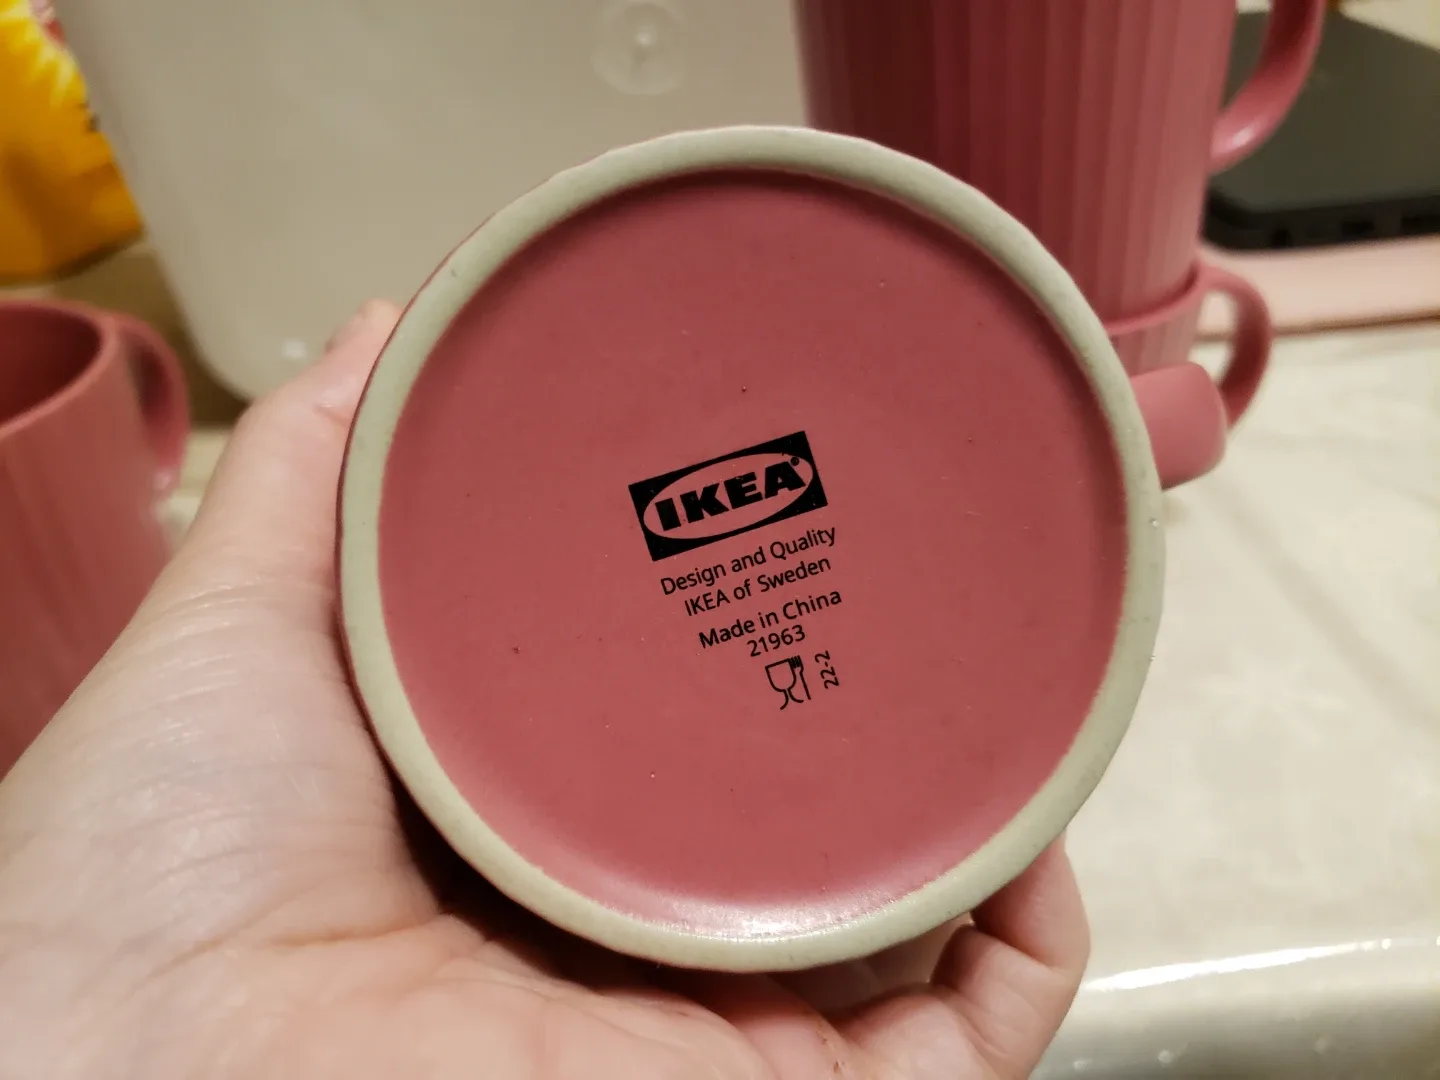 IKEA®
Design and Quality
IKEA of Sweden
Made in China
21963
22-2